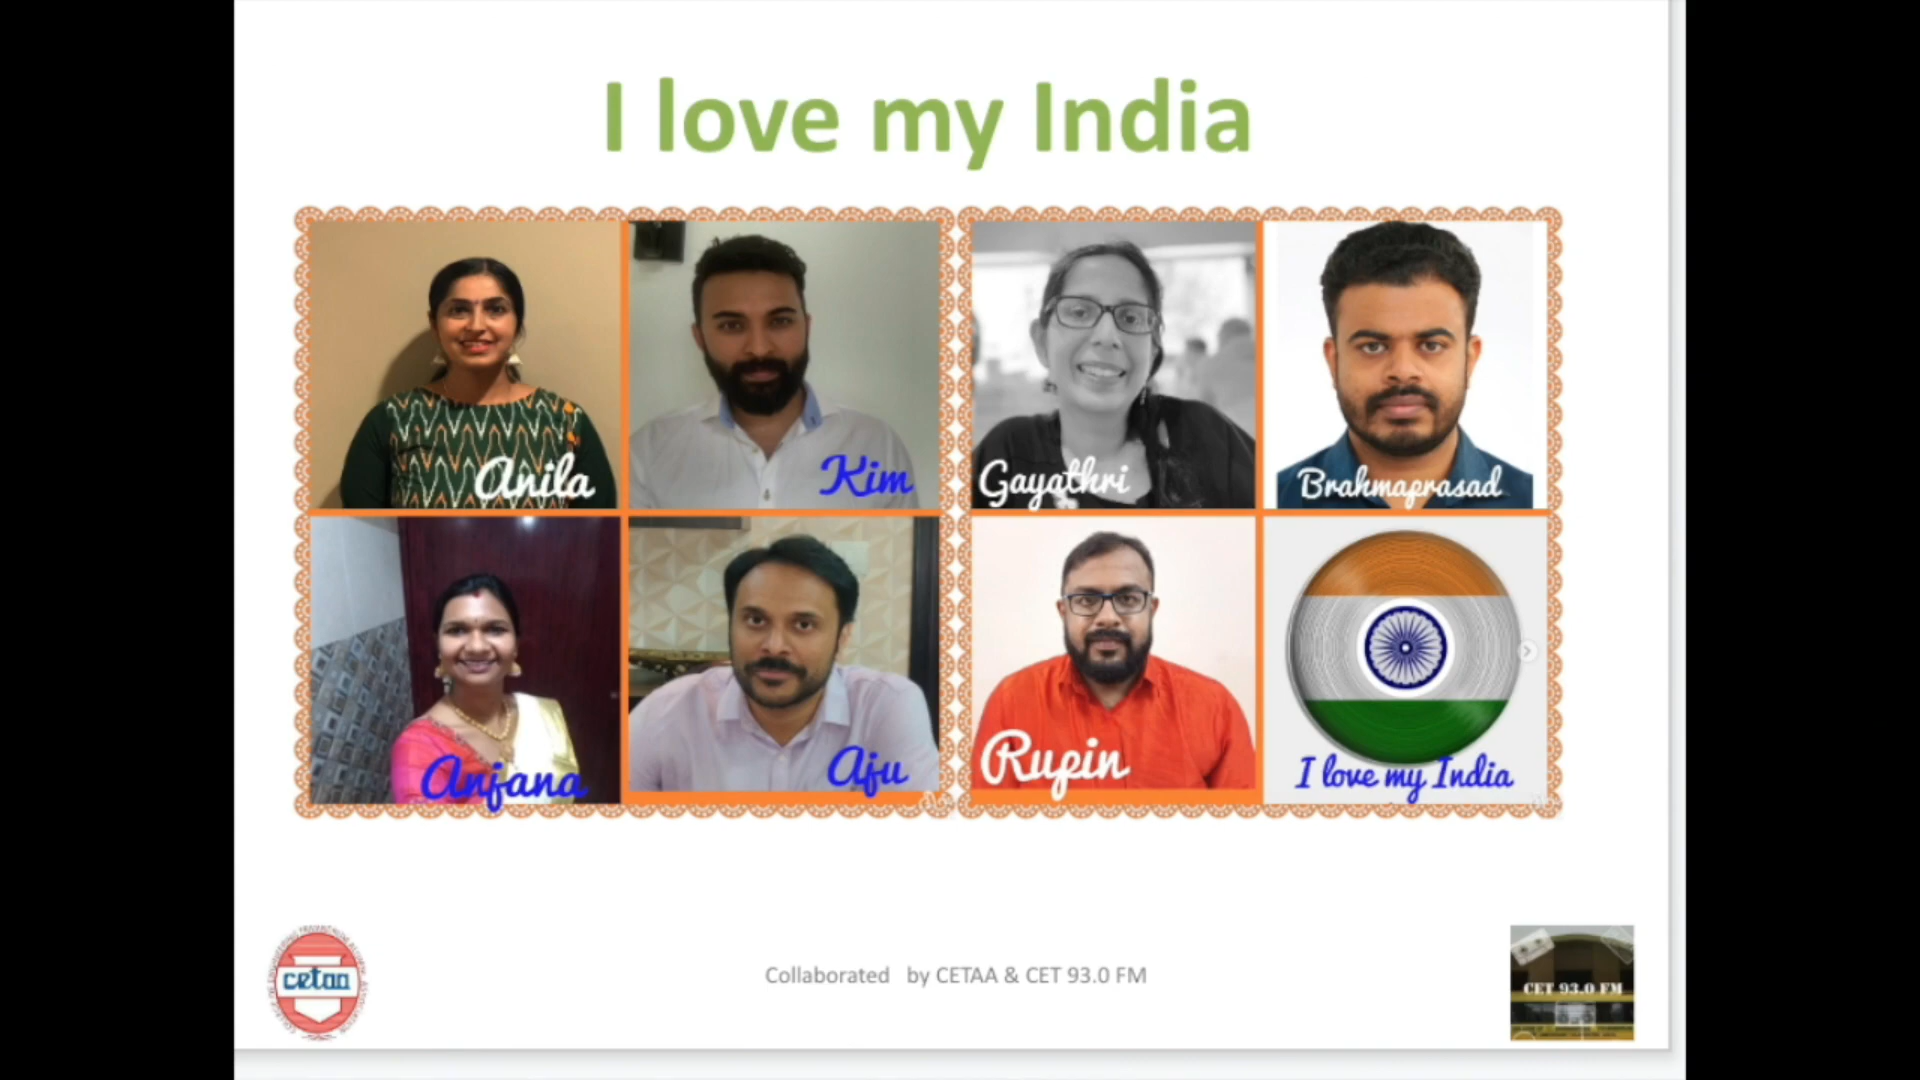 I love my India
Anila
Kim
Gayathri
Brahmaprasad
Anjana
Aju
Rupin
I love my India
cetaa
Collaborated by CETAA & CET 93.0 FM
CET 93.0 FM